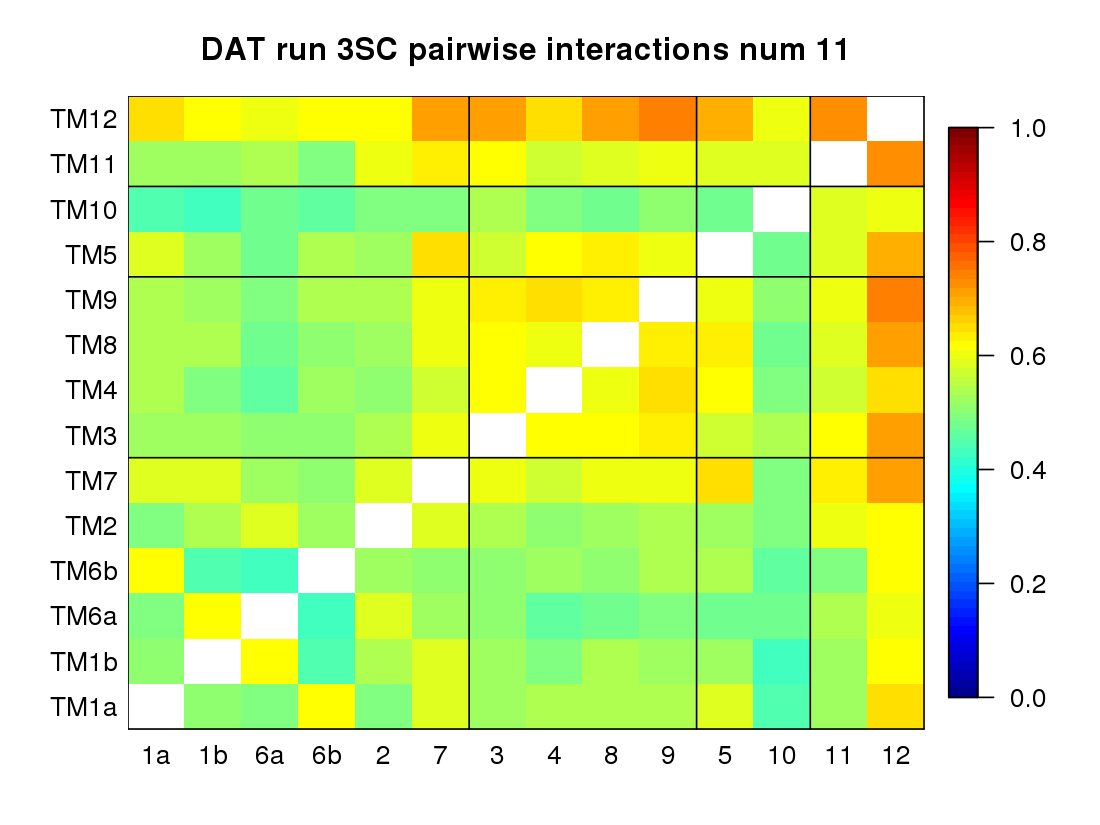 DAT run 3SC pairwise interactions num 11
TM12
TM11
TM10
TM5
TM9
TM8
TM4
TM3
TM7
TM2
TM6b
TM6a
TM1b
TM1a
1a 1b 6a 6b 2 7 3 4 8 9 5 10 11 12
1.0
0.8
0.6
0.4
0.2
0.0